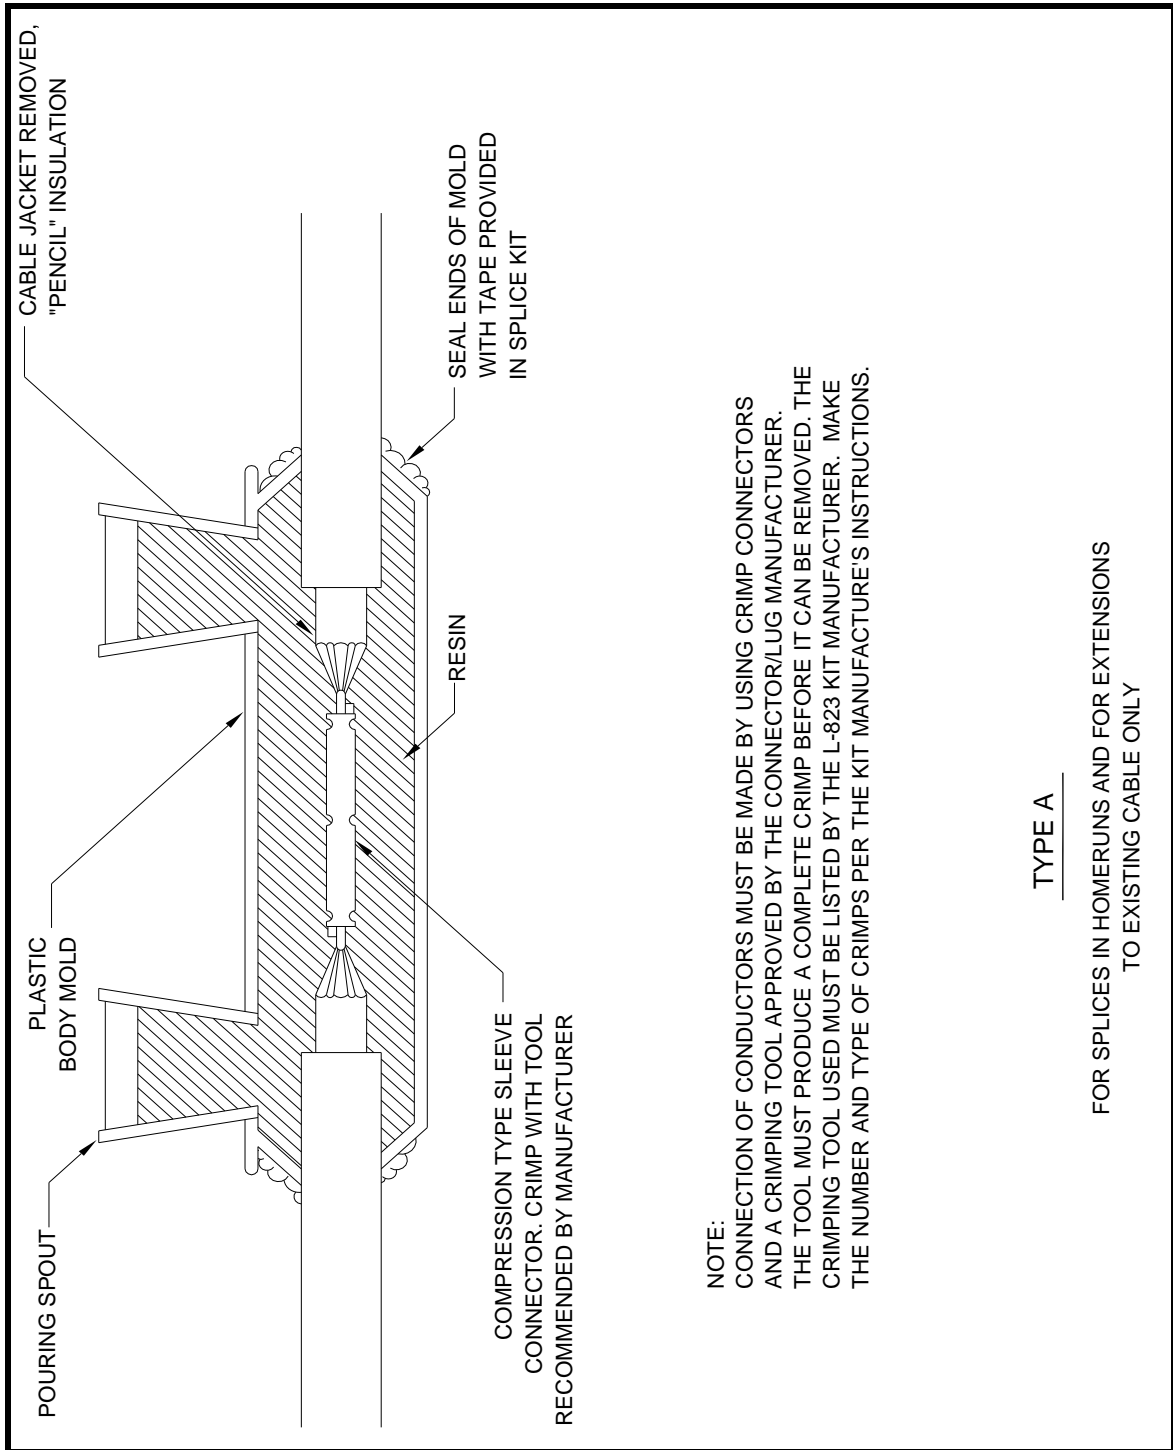 POURING SPOUT
PLASTIC
BODY MOLD
CABLE JACKET REMOVED,
"PENCIL" INSULATION
SEAL ENDS OF MOLD
WITH TAPE PROVIDED
IN SPLICE KIT
RESIN
COMPRESSION TYPE SLEEVE
CONNECTOR. CRIMP WITH TOOL
RECOMMENDED BY MANUFACTURER
NOTE:
CONNECTION OF CONDUCTORS MUST BE MADE BY USING CRIMP CONNECTORS
AND A CRIMPING TOOL APPROVED BY THE CONNECTOR/LUG MANUFACTURER.
THE TOOL MUST PRODUCE A COMPLETE CRIMP BEFORE IT CAN BE REMOVED. THE
CRIMPING TOOL USED MUST BE LISTED BY THE L-823 KIT MANUFACTURER. MAKE
THE NUMBER AND TYPE OF CRIMPS PER THE KIT MANUFACTURE'S INSTRUCTIONS.
TYPE A
FOR SPLICES IN HOMERUNS AND FOR EXTENSIONS
TO EXISTING CABLE ONLY